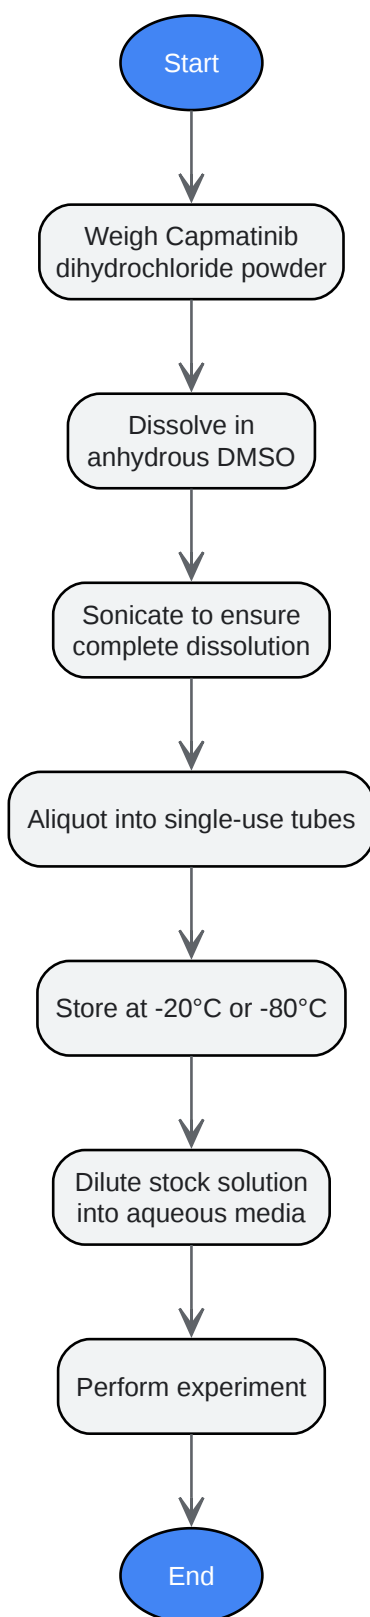 Start
Weigh Capmatinib
dihydrochloride powder
Dissolve in
anhydrous DMSO
Sonicate to ensure
complete dissolution
Aliquot into single-use tubes
Store at -20°C or -80°C
Dilute stock solution
into aqueous media
Perform experiment
End